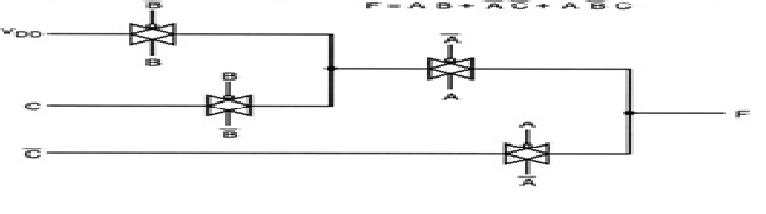 B̅
F = A B + A̅ C̅ + A B̅ C
V_DD
B
A̅
A
B
C
B̅
F
A
C̅
A̅